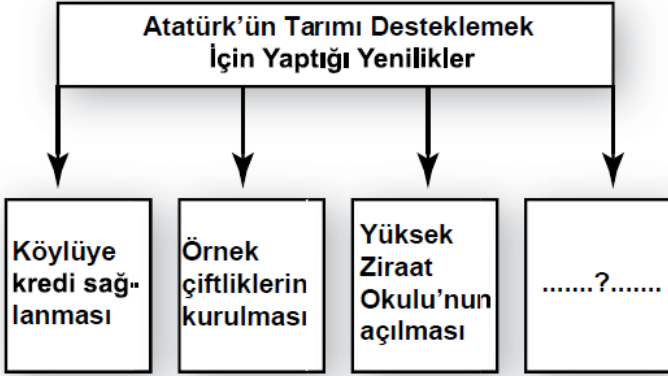 Atatürk'ün Tarımı Desteklemek
İçin Yaptığı Yenilikler
Köylüye
kredi sağ-
lanması
Örnek
çiftliklerin
kurulması
Yüksek
Ziraat
Okulu'nun
açılması
.......?.......